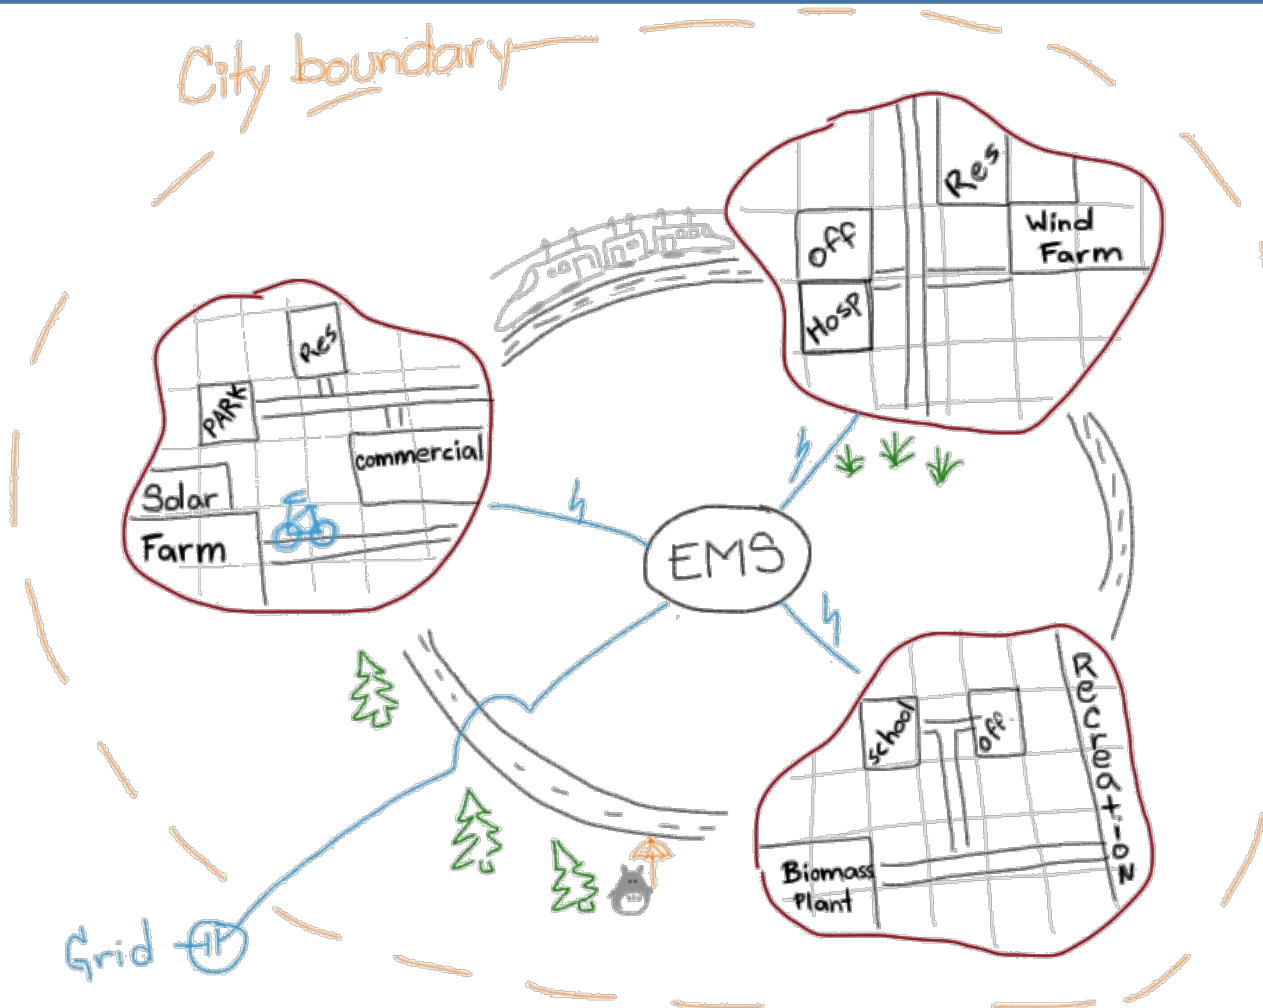 City boundary
Res
Off
Wind
Farm
Hosp
Res
PARK
commercial
Solar
Farm
EMS
School
Off
Recreation
Biomass
Plant
Grid